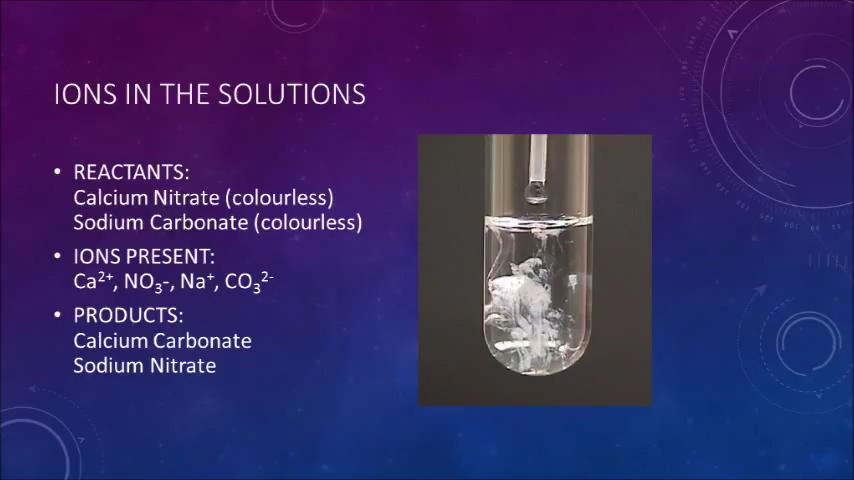 IONS IN THE SOLUTIONS
• REACTANTS:
Calcium Nitrate (colourless)
Sodium Carbonate (colourless)
• IONS PRESENT:
Ca²⁺, NO₃-, Na⁺, CO₃²⁻
• PRODUCTS:
Calcium Carbonate
Sodium Nitrate